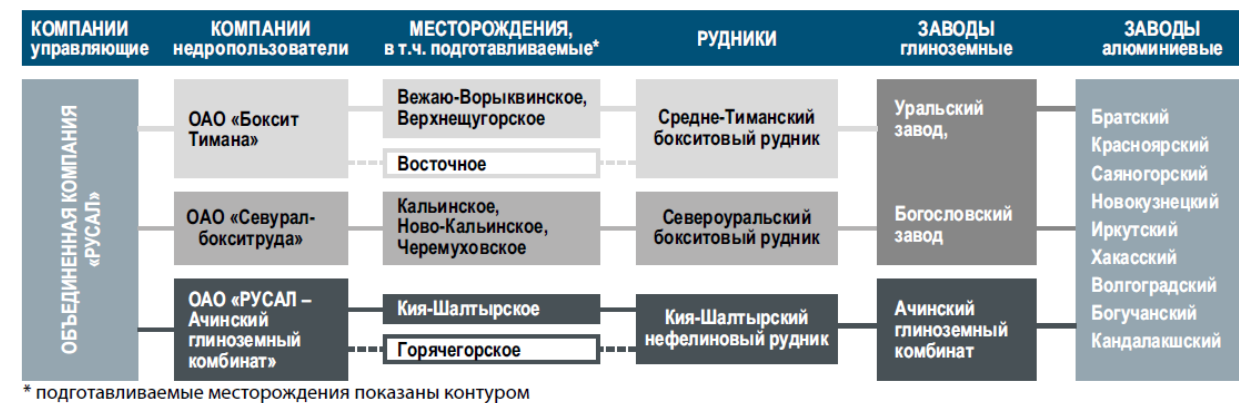 КОМПАНИИ
управляющие
КОМПАНИИ
недропользователи
МЕСТОРОЖДЕНИЯ,
в т.ч. подготавливаемые*
РУДНИКИ
ЗАВОДЫ
глиноземные
ЗАВОДЫ
алюминиевые
ОБЪЕДИНЕННАЯ КОМПАНИЯ
«РУСАЛ»
ОАО «Боксит
Тимана»
Вежаю-Ворыквинское,
Верхнещугорское
Восточное
Средне-Тиманский
бокситовый рудник
Уральский
завод,
ОАО «Севурал-
бокситруда»
Кальинское,
Ново-Кальинское,
Черемуховское
Североуральский
бокситовый рудник
Богословский
завод
ОАО «РУСАЛ –
Ачинский
глиноземный
комбинат»
Кия-Шалтырское
Горячегорское
Кия-Шалтырский
нефелиновый рудник
Ачинский
глиноземный
комбинат
Братский
Красноярский
Саяногорский
Новокузнецкий
Иркутский
Хакасский
Волгоградский
Богучанский
Кандалакшский
* подготавливаемые месторождения показаны контуром